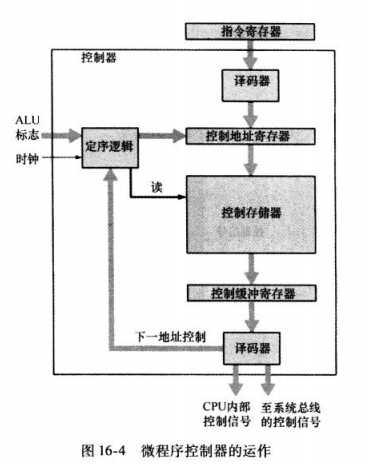 指令寄存器
控制器
译码器
ALU
标志
定序逻辑
控制地址寄存器
时钟
读
控制存储器
控制缓冲寄存器
下一地址控制
译码器
CPU内部
控制信号
至系统总线
的控制信号
图 16-4 微程序控制器的运作